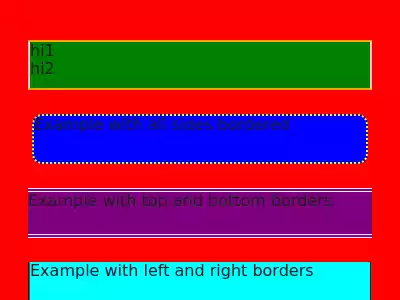 hi1
hi2
Example with all sides bordered
Example with top and bottom borders
Example with left and right borders